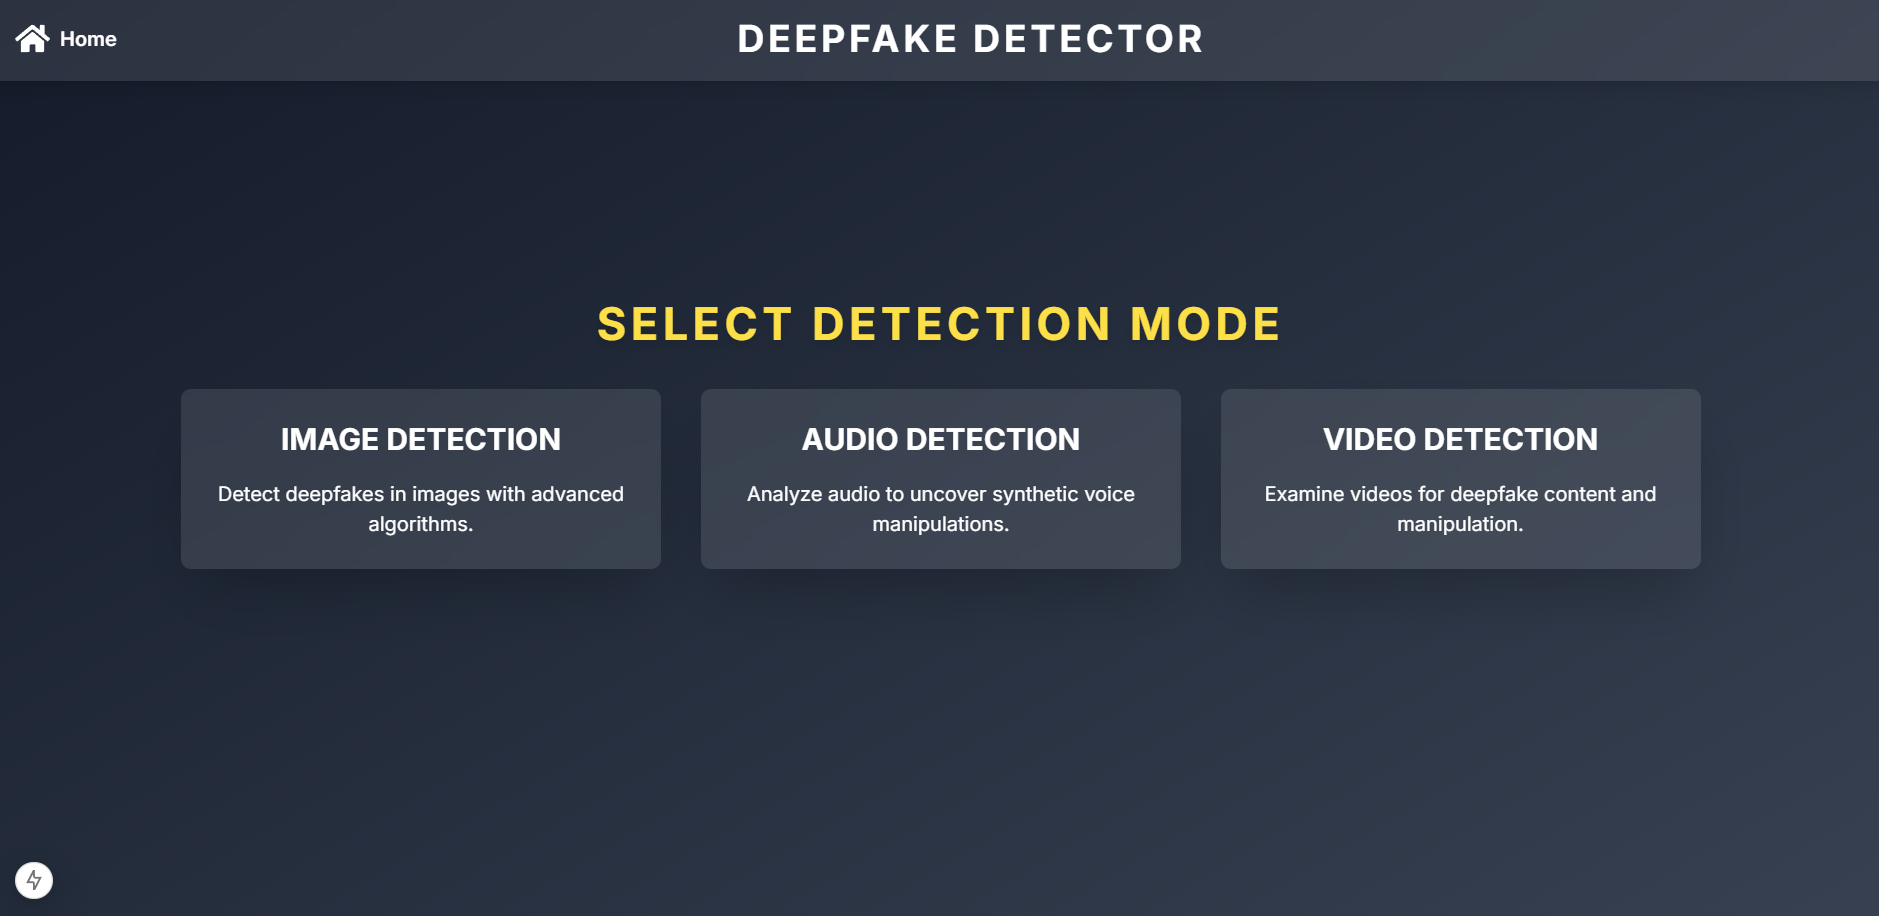 Home
DEEPFAKE DETECTOR
SELECT DETECTION MODE
IMAGE DETECTION
Detect deepfakes in images with advanced
algorithms.
AUDIO DETECTION
Analyze audio to uncover synthetic voice
manipulations.
VIDEO DETECTION
Examine videos for deepfake content and
manipulation.